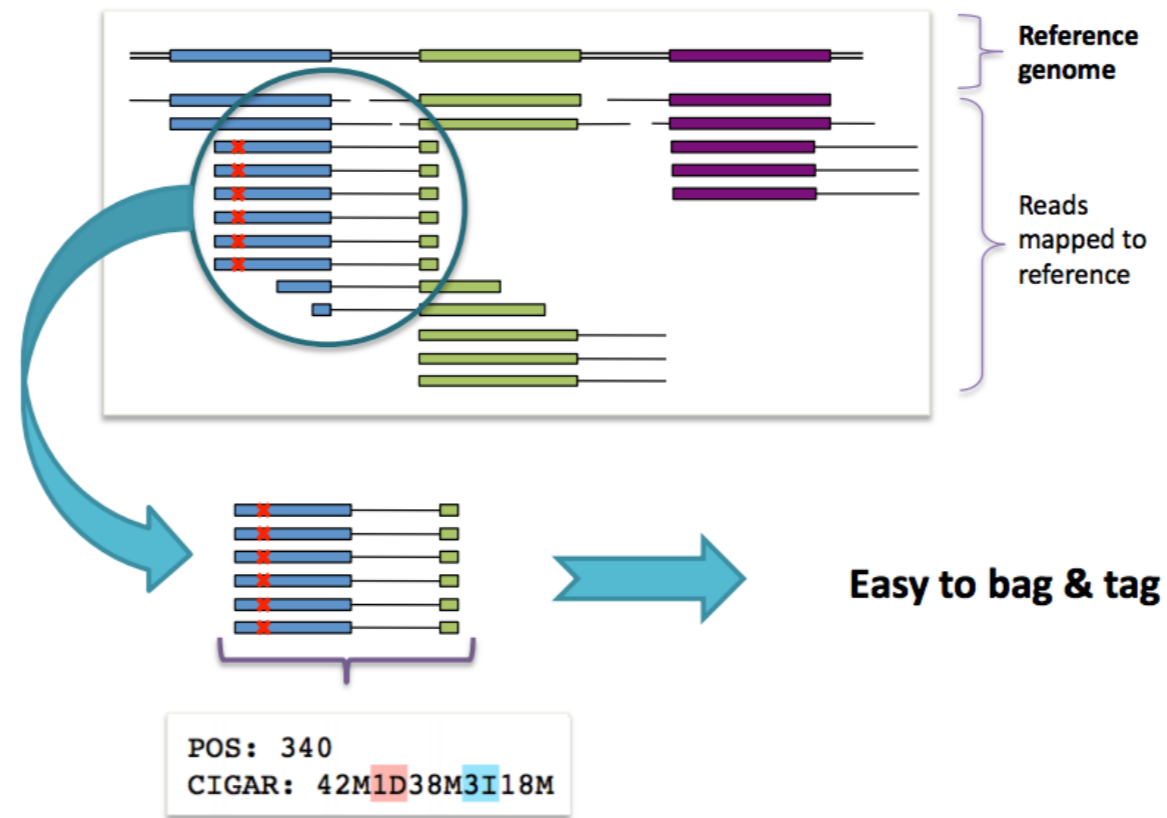 Reference
genome
Reads
mapped to
reference
Easy to bag & tag
POS: 340
CIGAR: 42M1D38M3I18M